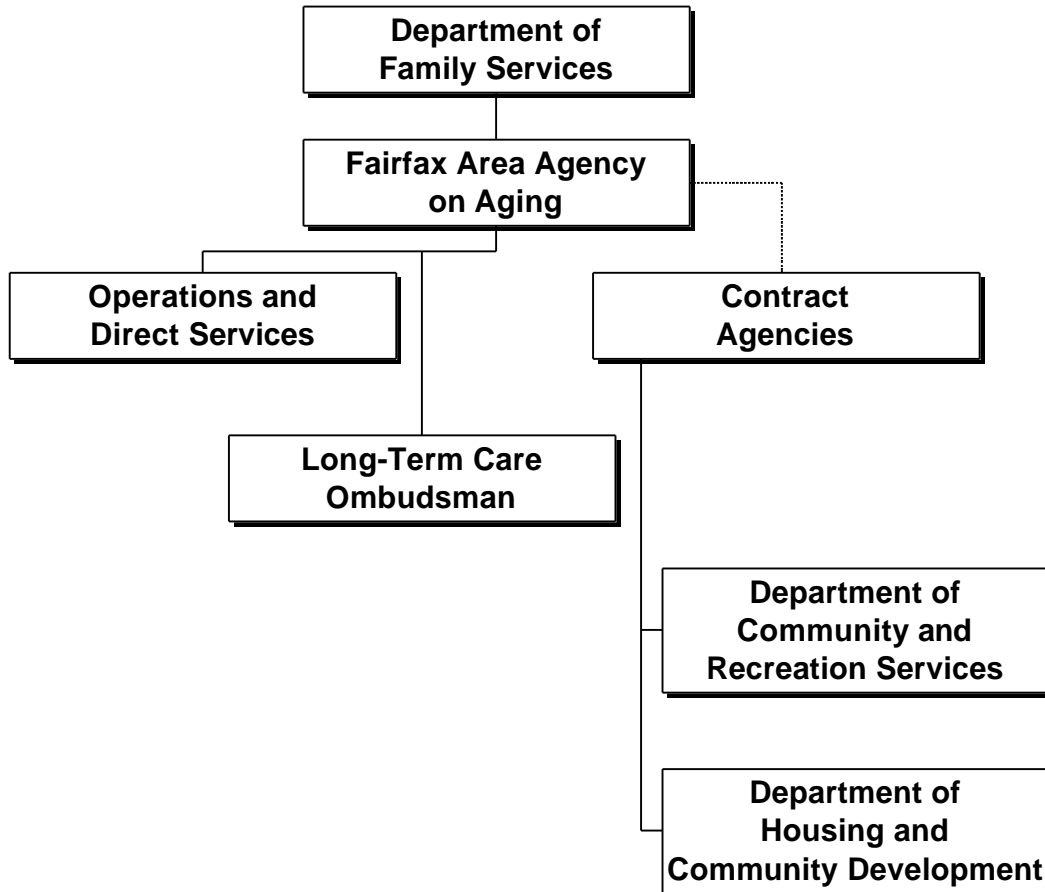 Department of
Family Services
Fairfax Area Agency
on Aging
Operations and
Direct Services
Contract
Agencies
Long-Term Care
Ombudsman
Department of
Community and
Recreation Services
Department of
Housing and
Community Development